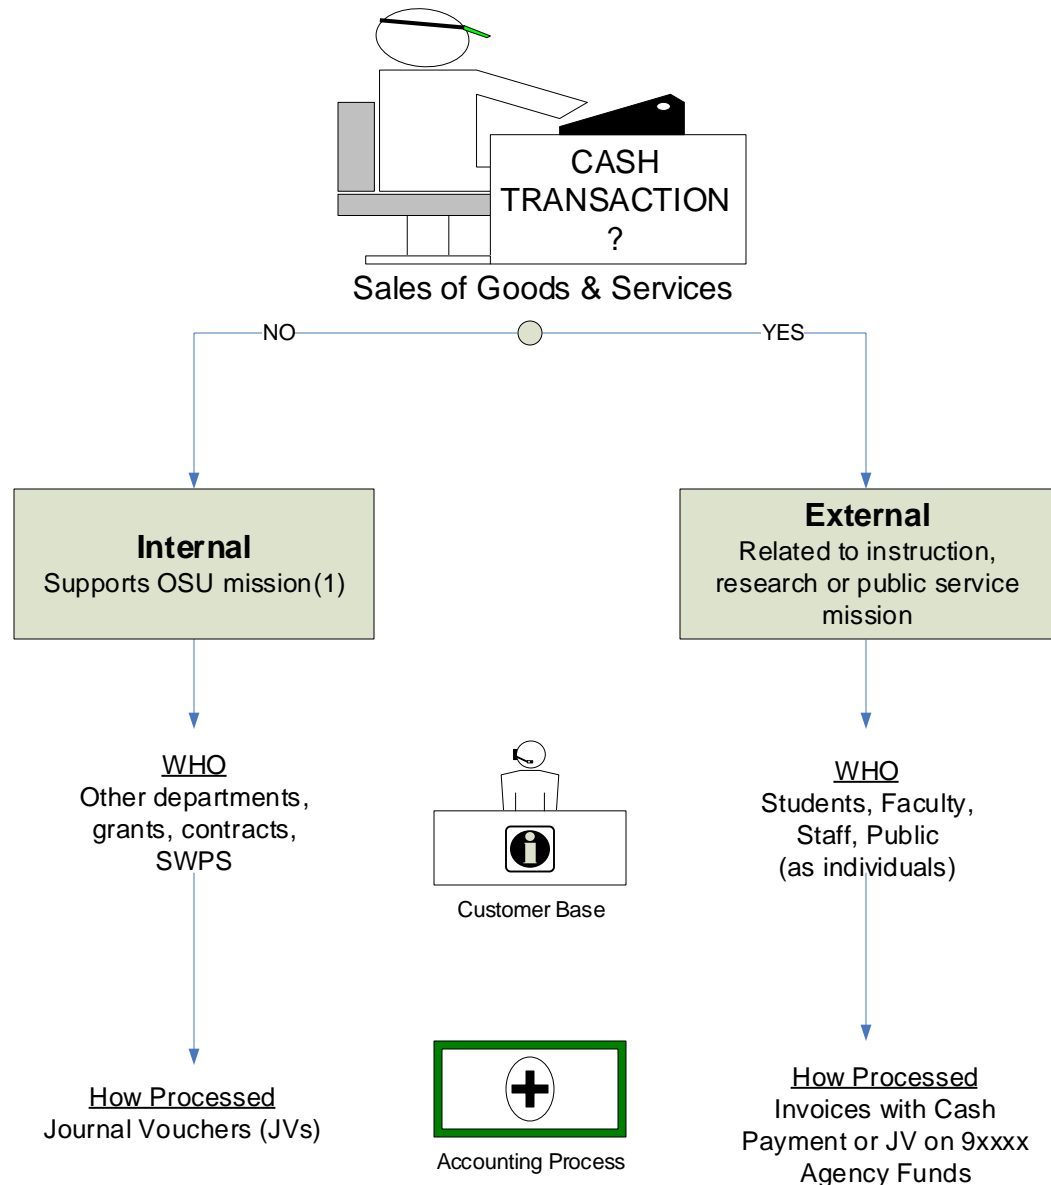 CASH
TRANSACTION
?
Sales of Goods & Services
NO
YES
Internal
Supports OSU mission(1)
External
Related to instruction,
research or public service
mission
WHO
Other departments,
grants, contracts,
SWPS
Customer Base
WHO
Students, Faculty,
Staff, Public
(as individuals)
How Processed
Journal Vouchers (JVs)
Accounting Process
How Processed
Invoices with Cash
Payment or JV on 9xxxx
Agency Funds